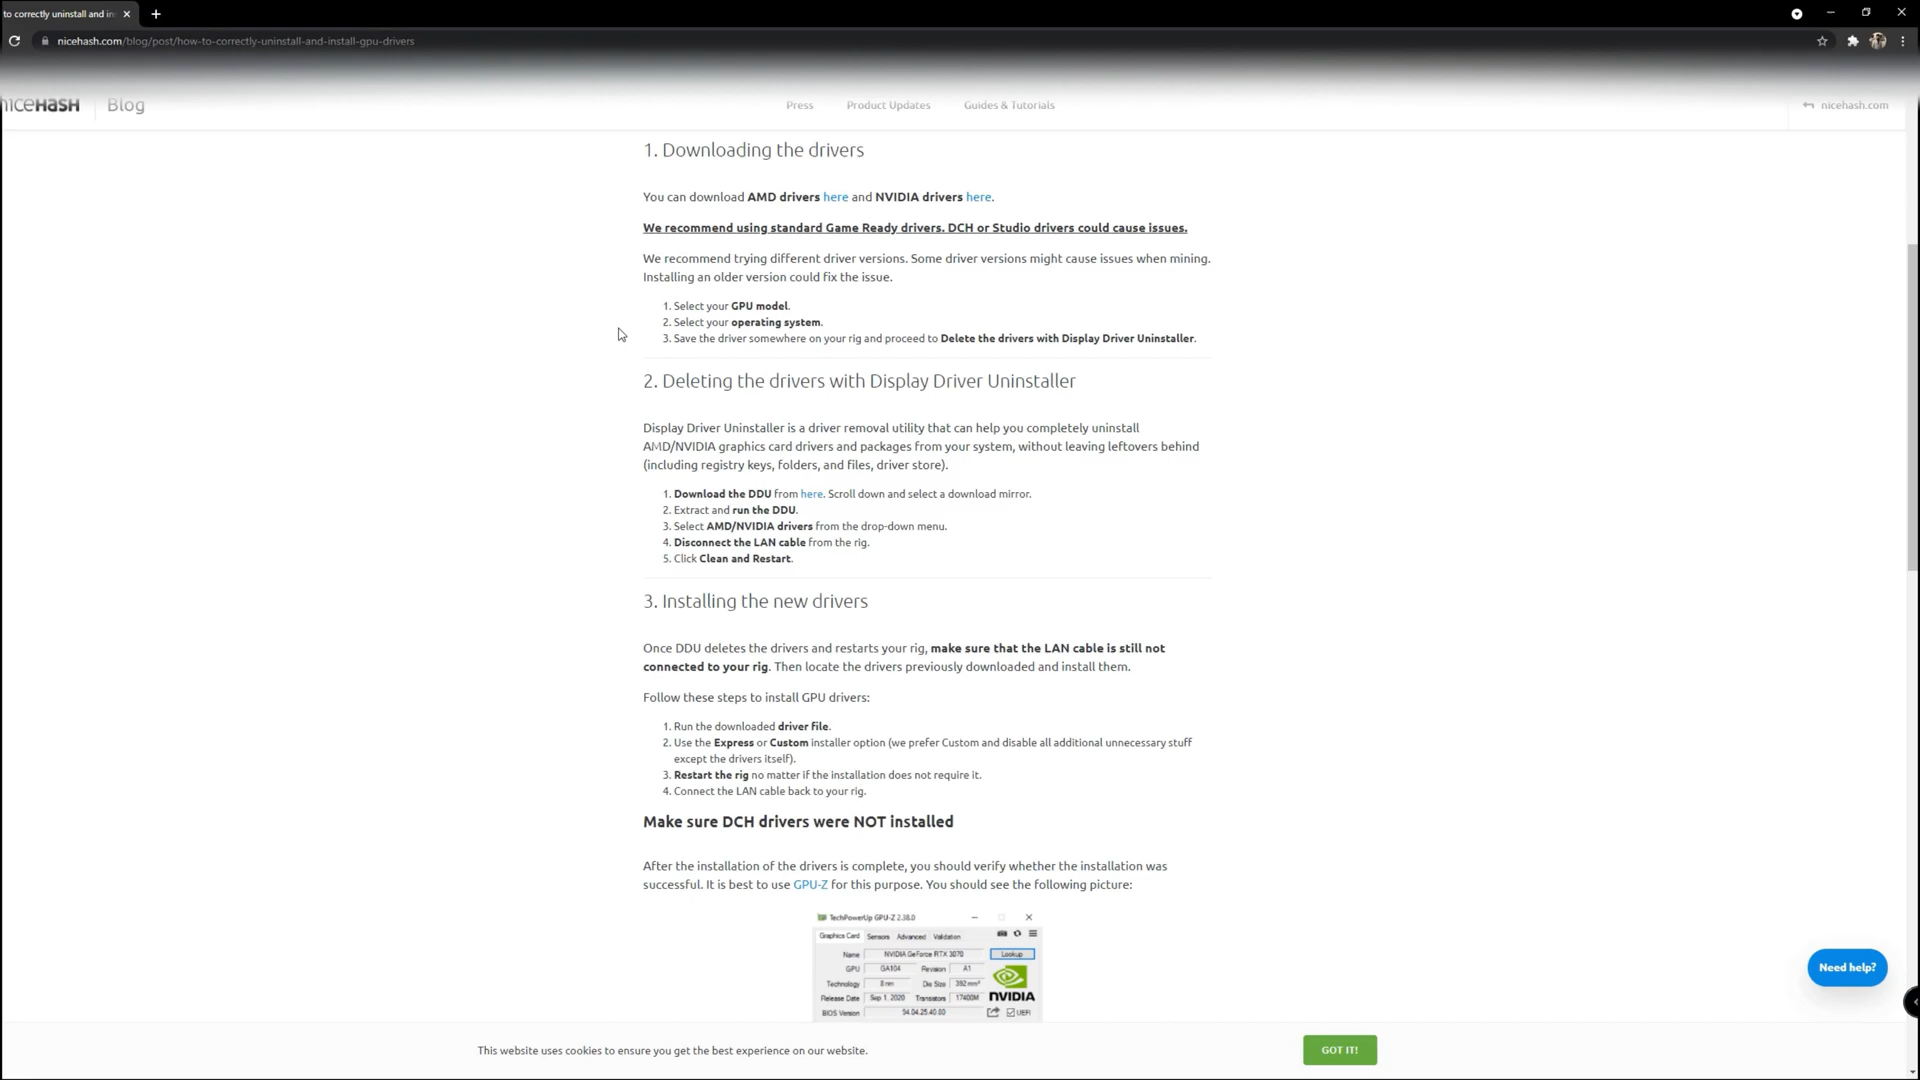 to correctly uninstall and in
nicehash.com/blog/post/how-to-correctly-uninstall-and-install-gpu-drivers
niceHASH Blog Press Product Updates Guides & Tutorials nicehash.com
1. Downloading the drivers
You can download AMD drivers here and NVIDIA drivers here.
We recommend using standard Game Ready drivers. DCH or Studio drivers could cause issues.
We recommend trying different driver versions. Some driver versions might cause issues when mining.
Installing an older version could fix the issue.
1. Select your GPU model.
2. Select your operating system.
3. Save the driver somewhere on your rig and proceed to Delete the drivers with Display Driver Uninstaller.
2. Deleting the drivers with Display Driver Uninstaller
Display Driver Uninstaller is a driver removal utility that can help you completely uninstall
AMD/NVIDIA graphics card drivers and packages from your system, without leaving leftovers behind
(including registry keys, folders, and files, driver store).
1. Download the DDU from here. Scroll down and select a download mirror.
2. Extract and run the DDU.
3. Select AMD/NVIDIA drivers from the drop-down menu.
4. Disconnect the LAN cable from the rig.
5. Click Clean and Restart.
3. Installing the new drivers
Once DDU deletes the drivers and restarts your rig, make sure that the LAN cable is still not
connected to your rig. Then locate the drivers previously downloaded and install them.
Follow these steps to install GPU drivers:
1. Run the downloaded driver file.
2. Use the Express or Custom installer option (we prefer Custom and disable all additional unnecessary stuff
except the drivers itself).
3. Restart the rig no matter if the installation does not require it.
4. Connect the LAN cable back to your rig.
Make sure DCH drivers were NOT installed
After the installation of the drivers is complete, you should verify whether the installation was
successful. It is best to use GPU-Z for this purpose. You should see the following picture:
TechPowerUp GPU-Z 2.38.0
Graphics Card Sensors Advanced Validation
Name NVIDIA GeForce RTX 3070 Lookup
GPU GA104 Revision A1
Technology 8 nm Die Size 392 mm²
Release Date Sep 1, 2020 Transistors 17400M NVIDIA
BIOS Version 94.04.25.40.00 UEFI
Need help?
This website uses cookies to ensure you get the best experience on our website. GOT IT!